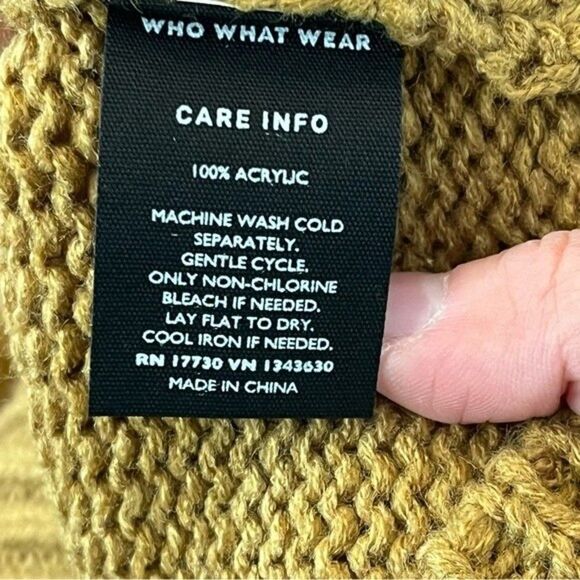 WHO WHAT WEAR
CARE INFO
100% ACRYLIC
MACHINE WASH COLD
SEPARATELY.
GENTLE CYCLE.
ONLY NON-CHLORINE
BLEACH IF NEEDED.
LAY FLAT TO DRY.
COOL IRON IF NEEDED.
RN 17730 VN 1343630
MADE IN CHINA